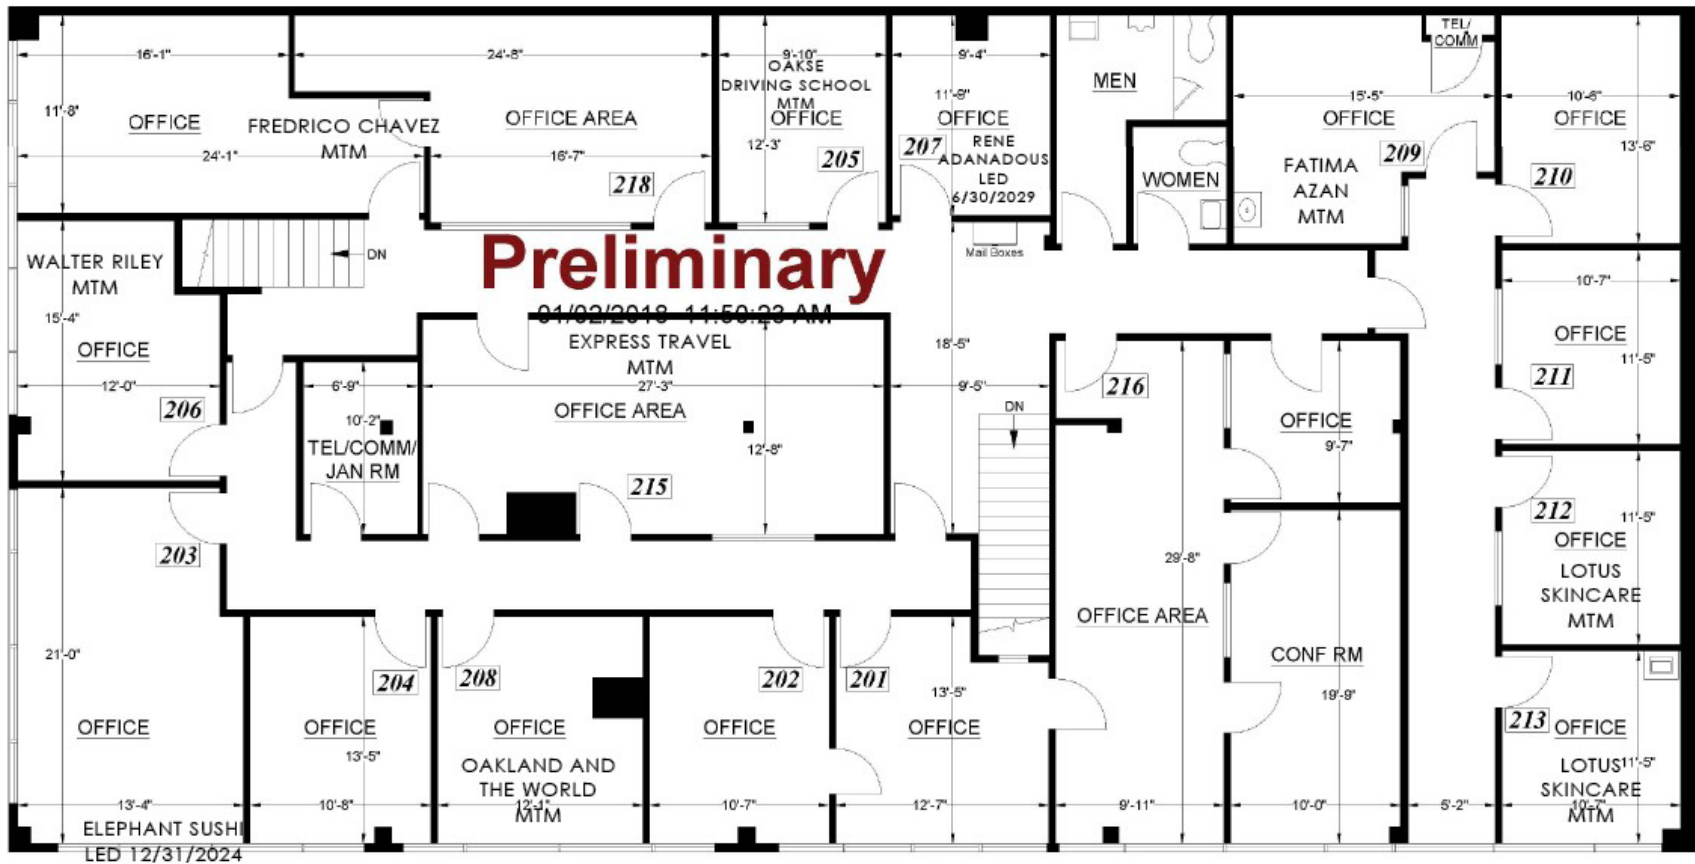 TEL/
COMM
16'-1"
24'-8"
9'-10"
9'-4"
OAKSE
DRIVING SCHOOL
MTM
OFFICE
12'-3"
205
MEN
15'-5"
OFFICE
10'-6"
OFFICE
13'-6"
11'-8"
OFFICE
FREDRICO CHAVEZ
MTM
24'-1"
OFFICE AREA
16'-7"
218
11'-9"
OFFICE
207
RENE
ADANADOUS
LED
6/30/2029
WOMEN
209
FATIMA
AZAN
MTM
210
Mail Boxes
DN
WALTER RILEY
MTM
15'-4"
OFFICE
12'-0"
206
Preliminary
01/02/2018 11:50:23 AM
EXPRESS TRAVEL
MTM
27'-3"
OFFICE AREA
12'-8"
215
6'-9"
10'-2"
TEL/COMM/
JAN RM
18'-5"
9'-5"
DN
216
OFFICE
9'-7"
10'-7"
OFFICE
11'-5"
211
212
11'-5"
OFFICE
LOTUS
SKINCARE
MTM
203
21'-0"
OFFICE
13'-4"
ELEPHANT SUSHI
LED 12/31/2024
204
OFFICE
13'-5"
10'-8"
208
OFFICE
OAKLAND AND
THE WORLD
12'-1"
MTM
202
OFFICE
10'-7"
201
13'-5"
OFFICE
12'-7"
29'-8"
OFFICE AREA
9'-11"
CONF RM
19'-9"
10'-0"
5'-2"
213
OFFICE
LOTUS
11'-5"
SKINCARE
10'-7"
MTM